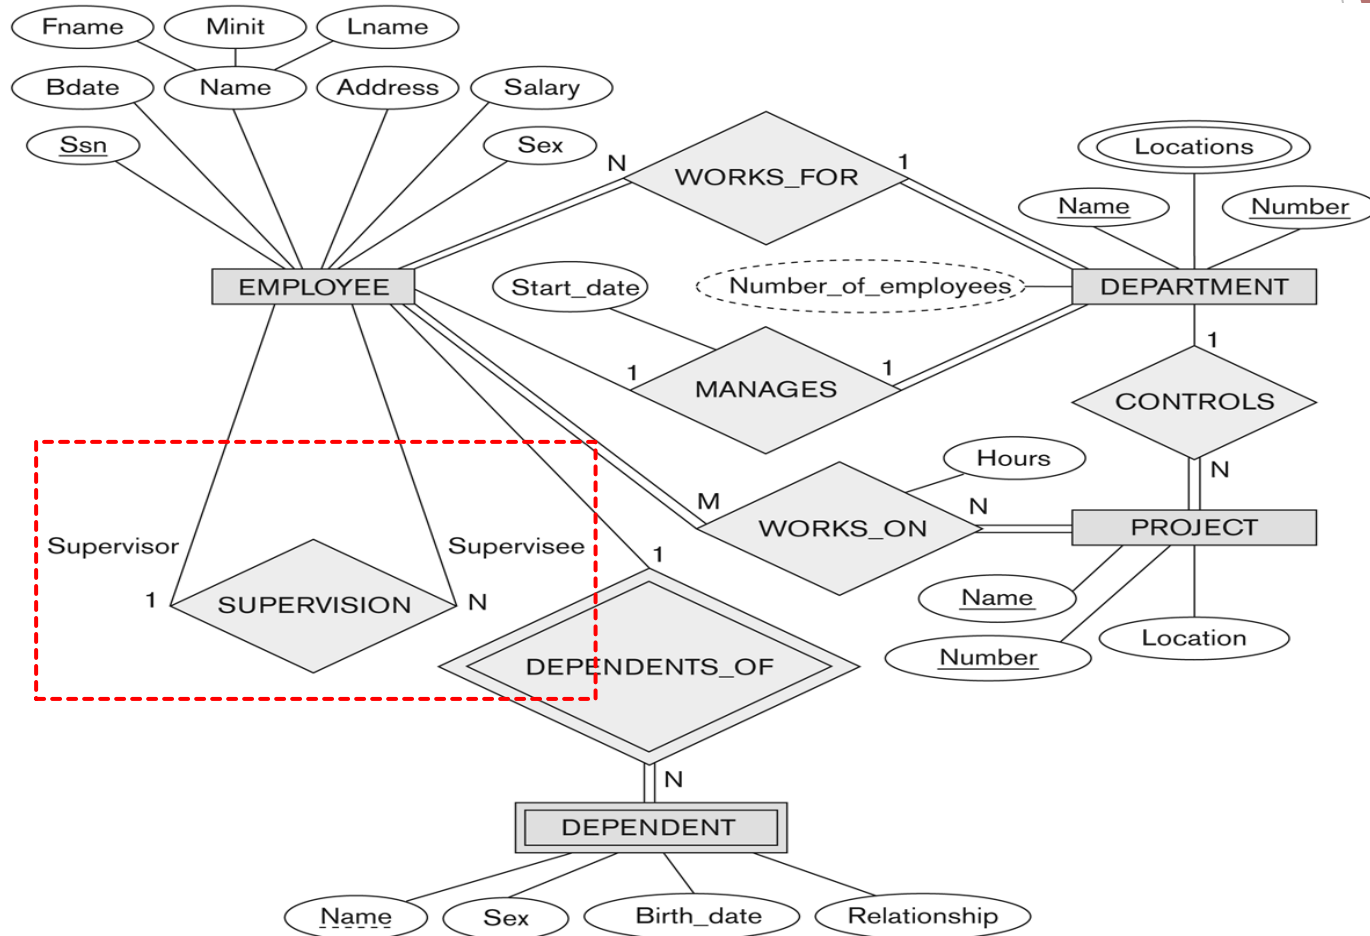 Fname Minit Lname
Bdate Name Address Salary
Ssn Sex
N WORKS_FOR 1
Locations
Name Number
EMPLOYEE
Start_date
Number_of_employees
DEPARTMENT
1 MANAGES 1
1
CONTROLS
N
Hours
M WORKS_ON N
PROJECT
Name
Number
Location
Supervisor Supervisee
1 SUPERVISION N
1
DEPENDENTS_OF
N
DEPENDENT
Name Sex Birth_date Relationship